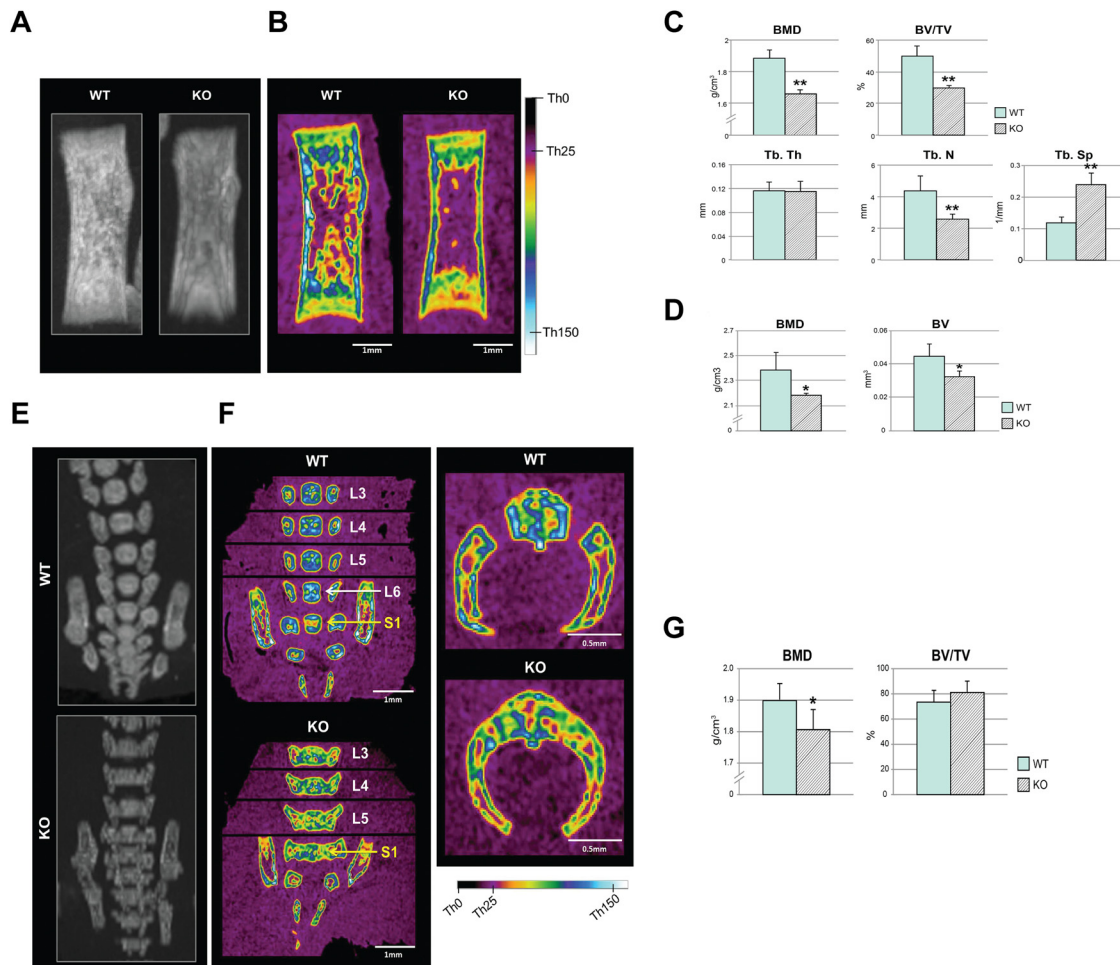 A
B
WT
KO
WT
KO
Th0
Th25
Th150
1mm
1mm
C
BMD
g/cm³
2
1.8
1.6
0
**
BV/TV
%
60
40
20
0
**
WT
KO
Tb. Th
mm
0.16
0.12
0.08
0.04
0
Tb. N
mm
6
4
2
0
**
Tb. Sp
1/mm
0.3
0.2
0.1
0
**
D
BMD
g/cm3
2.7
2.5
2.3
2.1
0
*
BV
mm³
0.06
0.04
0.02
0
*
WT
KO
E
WT
KO
F
WT
L3
L4
L5
L6
S1
1mm
KO
L3
L4
L5
S1
1mm
WT
0.5mm
KO
0.5mm
Th0
Th25
Th150
G
BMD
g/cm³
2.0
1.9
1.8
1.7
0
*
BV/TV
%
100
80
60
40
20
0
WT
KO